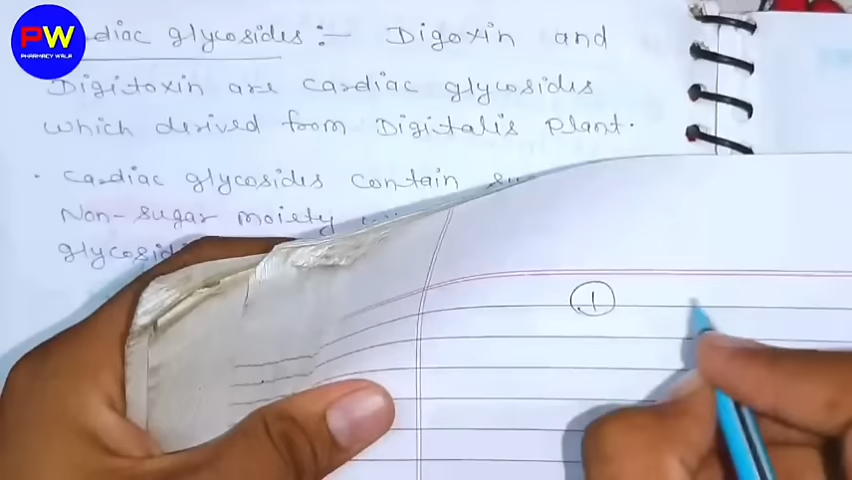 PW
PHARMACY WALA
diac glycosides :- Digoxin and
Digitoxin are cardiac glycosides
which derived from Digitalis plant.
. Cardiac glycosides contain
Non-sugar moiety
1